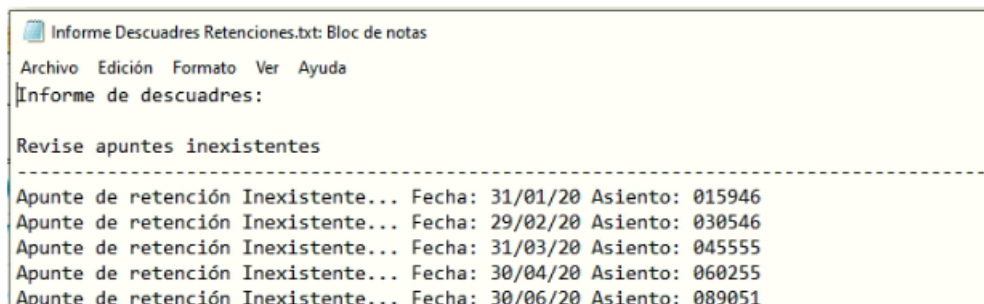 Informe Descuadres Retenciones.txt: Bloc de notas
Archivo Edición Formato Ver Ayuda
Informe de descuadres:
Revise apuntes inexistentes
Apunte de retención Inexistente... Fecha: 31/01/20 Asiento: 015946
Apunte de retención Inexistente... Fecha: 29/02/20 Asiento: 030546
Apunte de retención Inexistente... Fecha: 31/03/20 Asiento: 045555
Apunte de retención Inexistente... Fecha: 30/04/20 Asiento: 060255
Apunte de retención Inexistente... Fecha: 30/06/20 Asiento: 089051